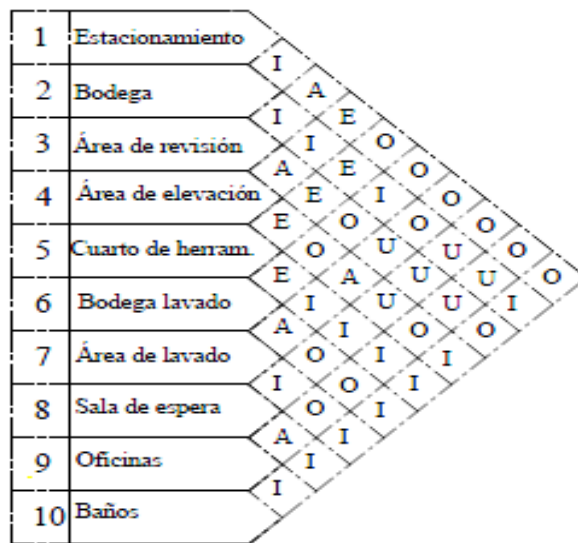 1 Estacionamiento
I
2 Bodega A
I E
3 Área de revisión I O
A E O
4 Área de elevación E I O
E O O O
5 Cuarto de herram. O U U O
E A U U O
6 Bodega lavado I U U I
A I O O
7 Área de lavado O I I
I O I
8 Sala de espera O I
A I
9 Oficinas I
I
10 Baños